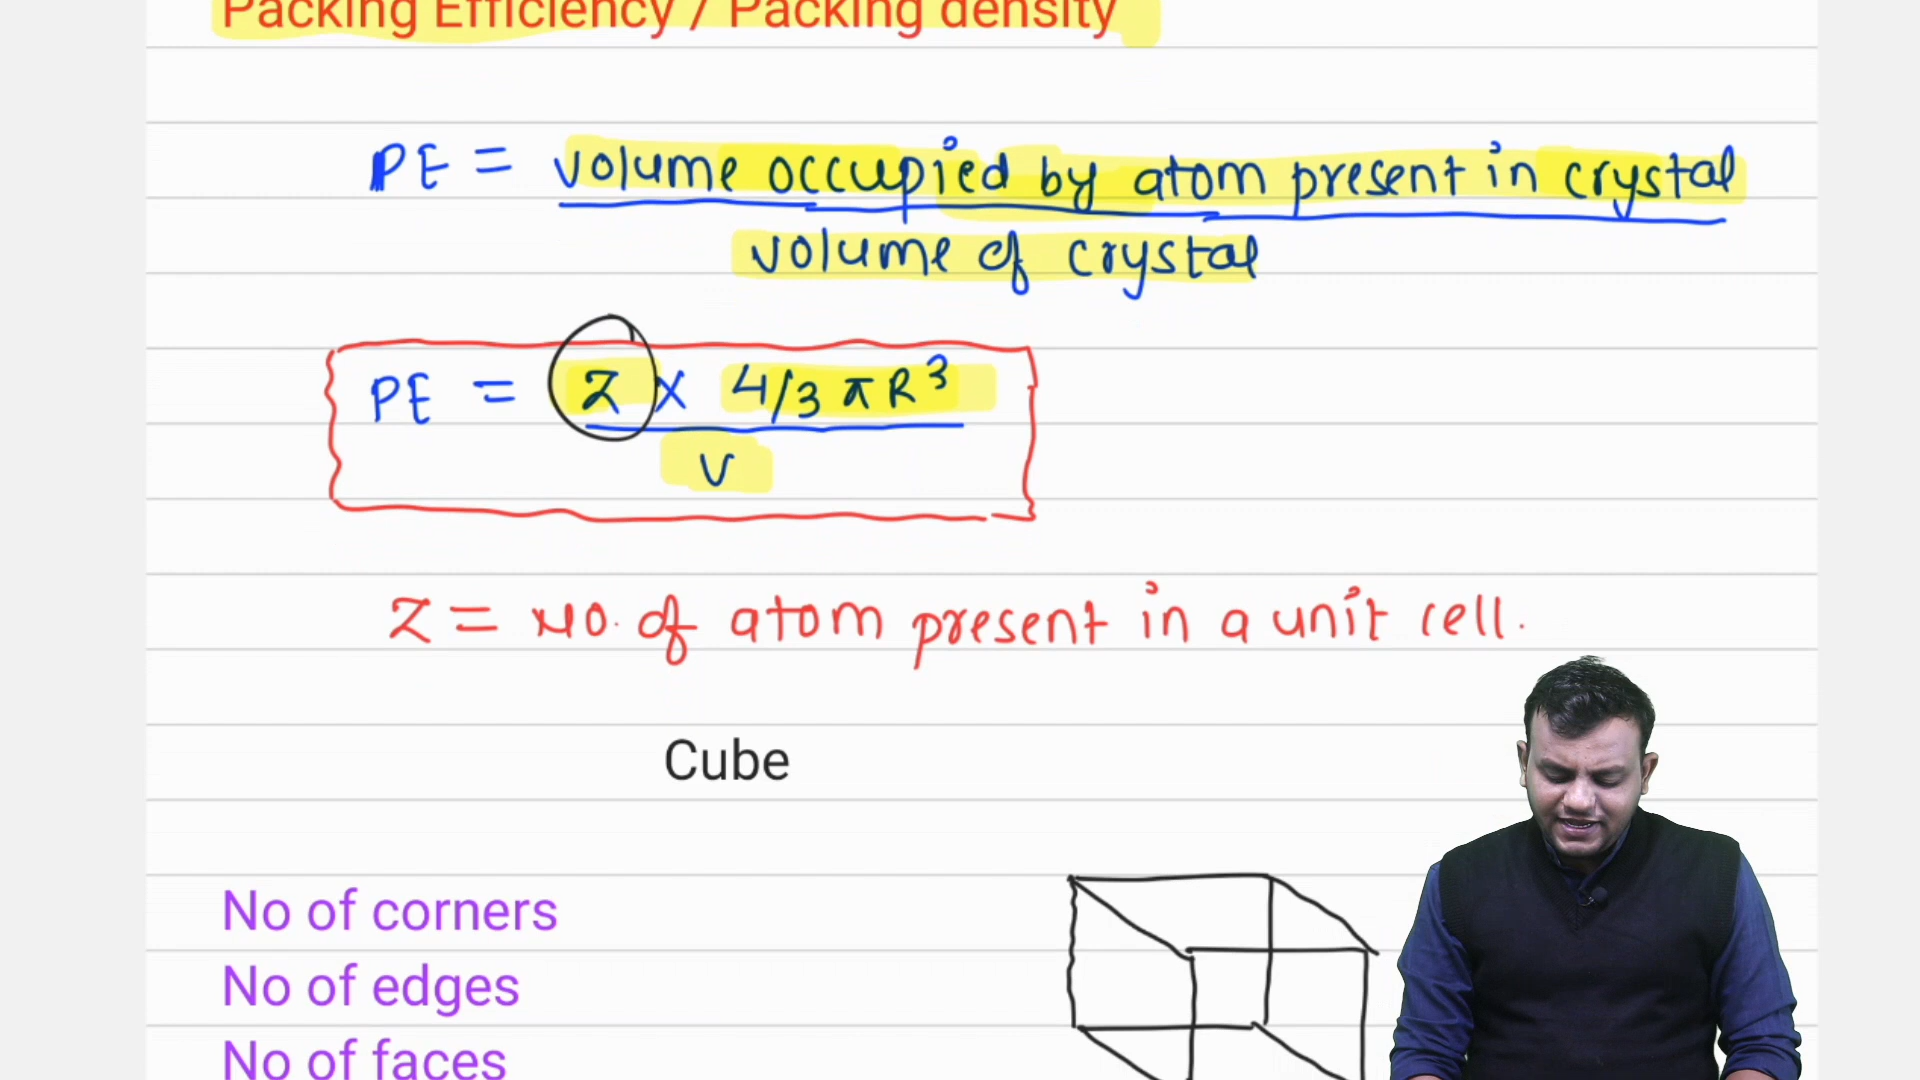 Packing Efficiency / Packing density
PE = volume occupied by atom present in crystal
volume of crystal
PE = Z x 4/3 π R³
V
Z = No. of atom present in a unit cell.
Cube
No of corners
No of edges
No of faces